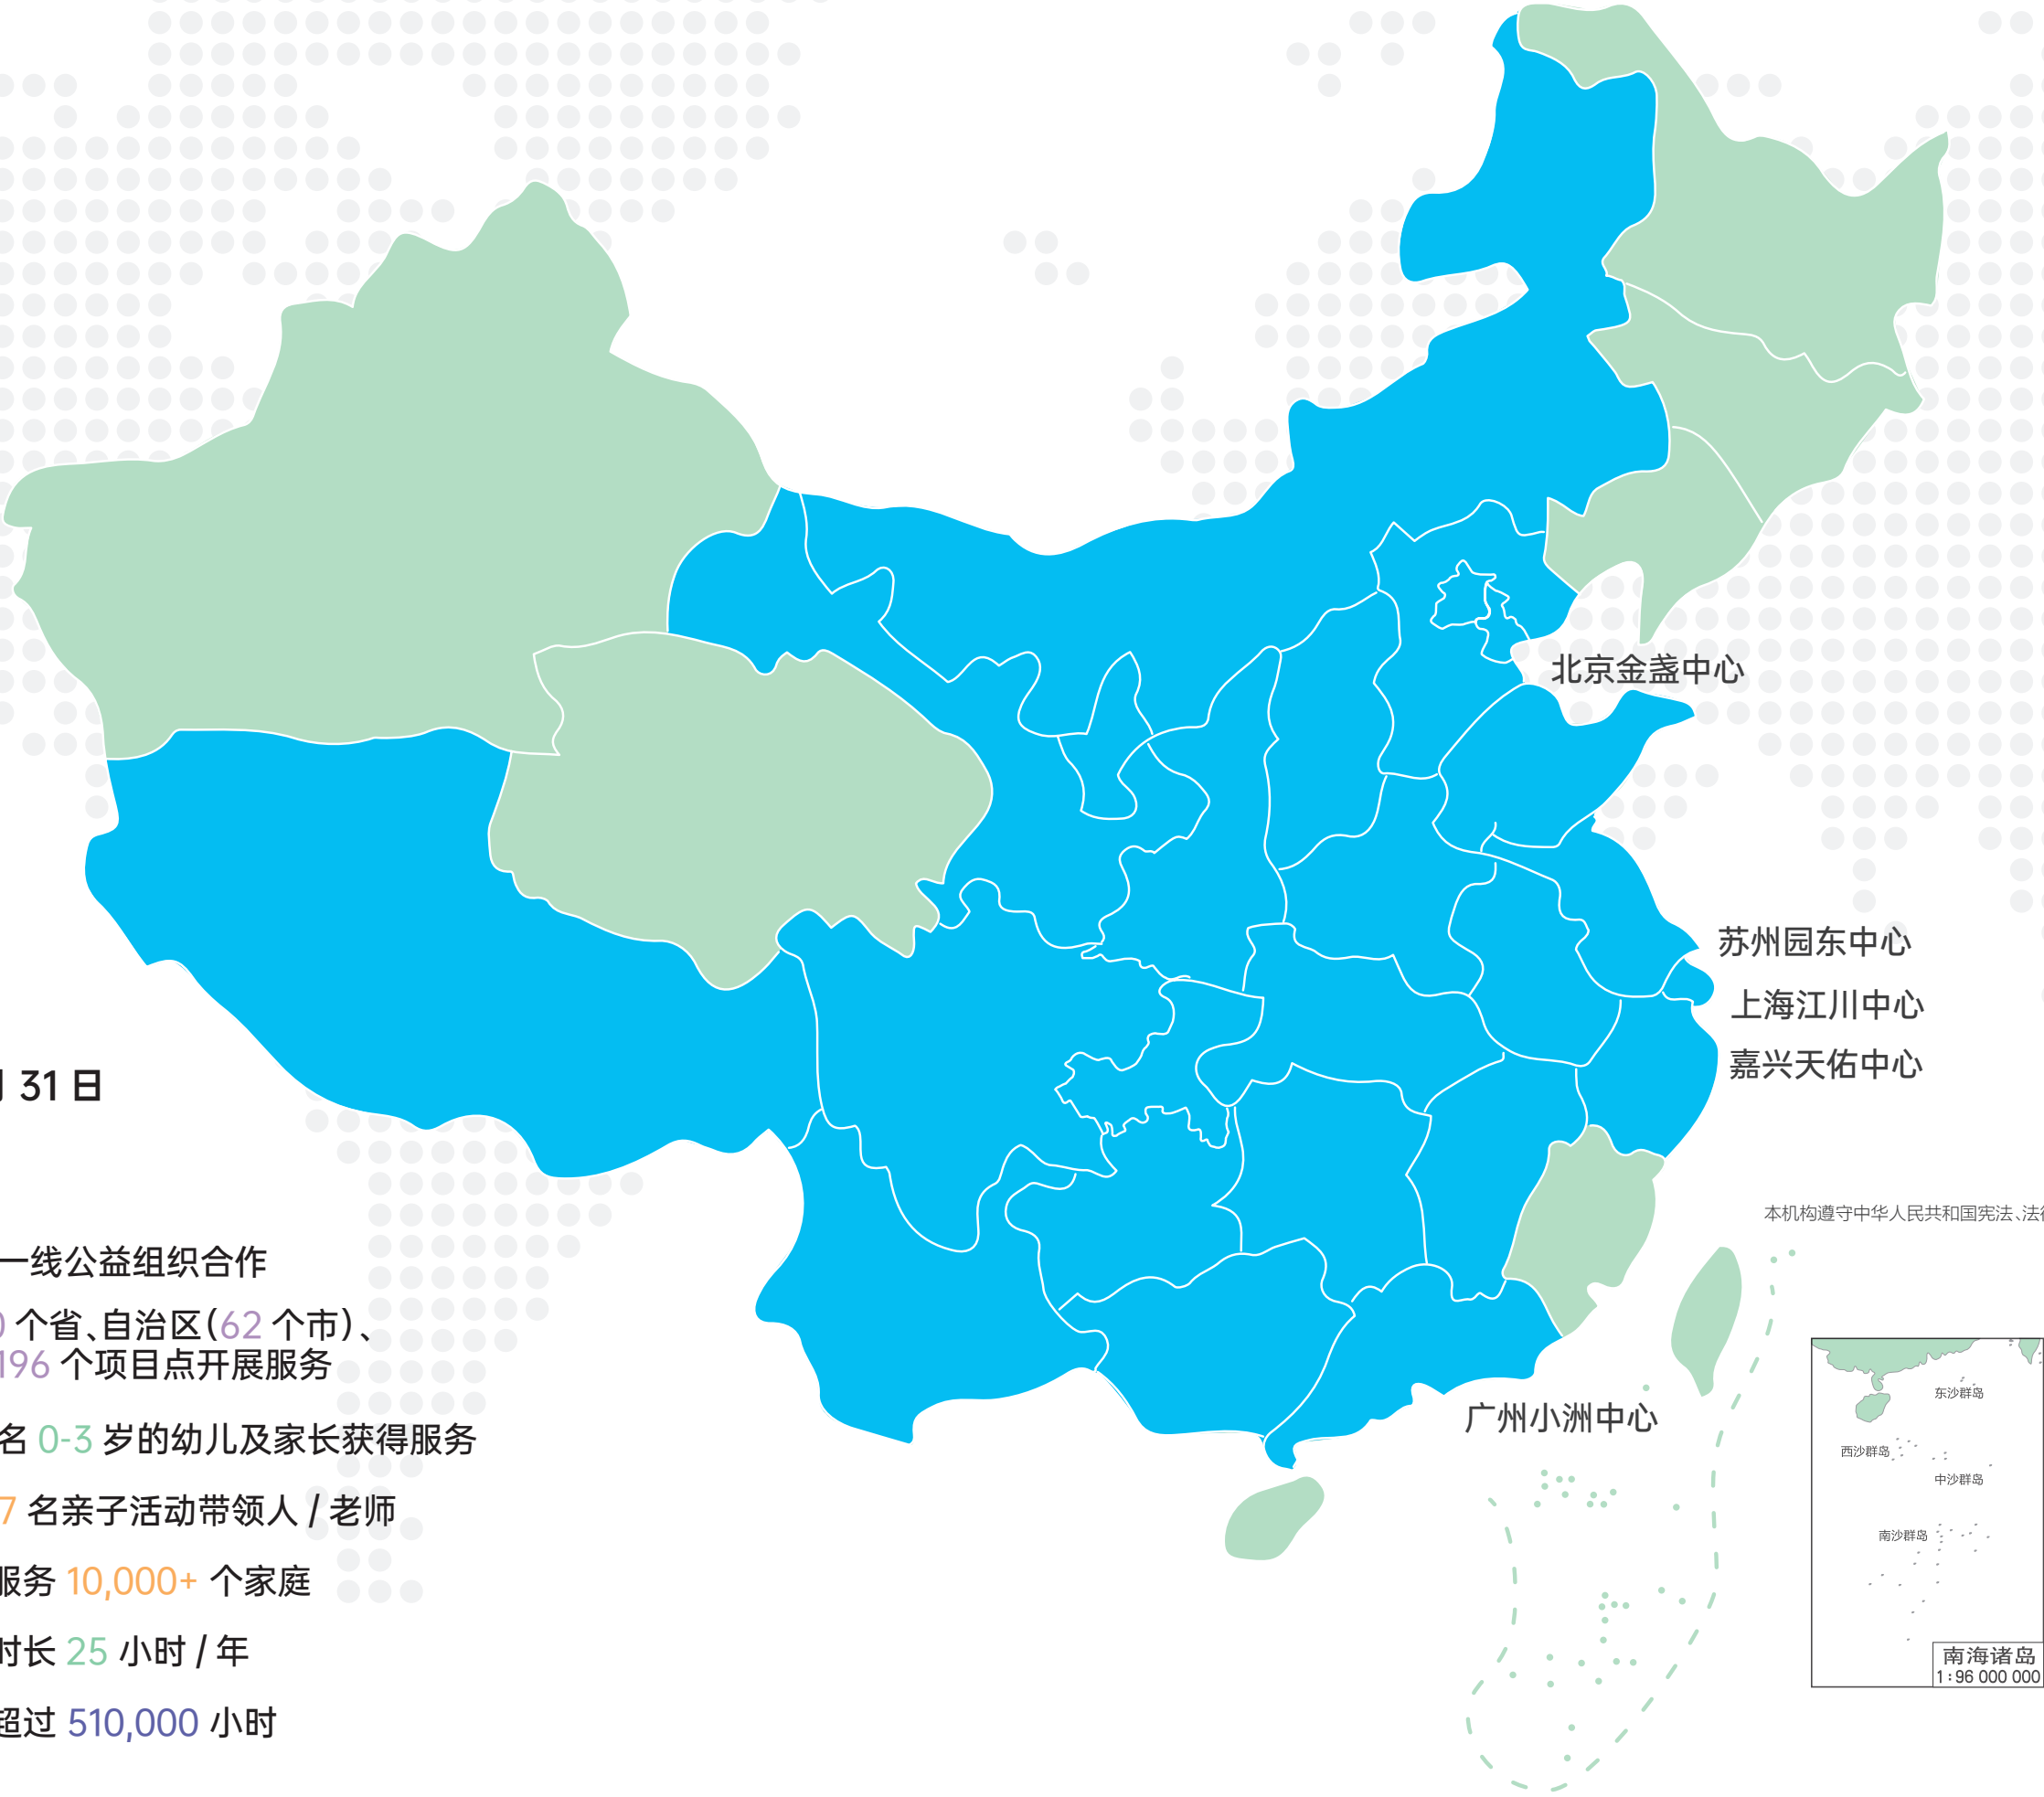 北京金盏中心
苏州园东中心
上海江川中心
嘉兴天佑中心
31 日
本机构遵守中华人民共和国宪法、法
一线公益组织合作
个省、自治区(62 个市)、
196 个项目点开展服务
名 0-3 岁的幼儿及家长获得服务
广州小洲中心
7 名亲子活动带领人 / 老师
服务 10,000+ 个家庭
时长 25 小时 / 年
超过 510,000 小时
东沙群岛
西沙群岛
中沙群岛
南沙群岛
南海诸岛
1:96 000 000